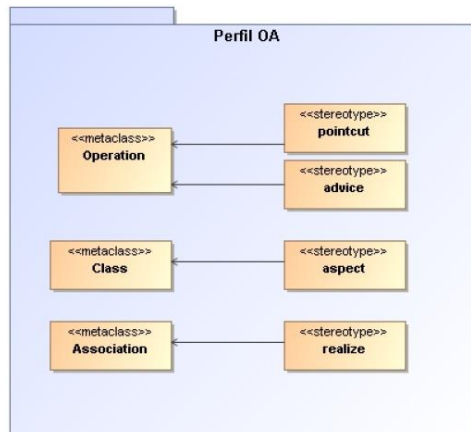 Perfil OA
<<metaclass>>
Operation
<<stereotype>>
pointcut
<<stereotype>>
advice
<<metaclass>>
Class
<<stereotype>>
aspect
<<metaclass>>
Association
<<stereotype>>
realize